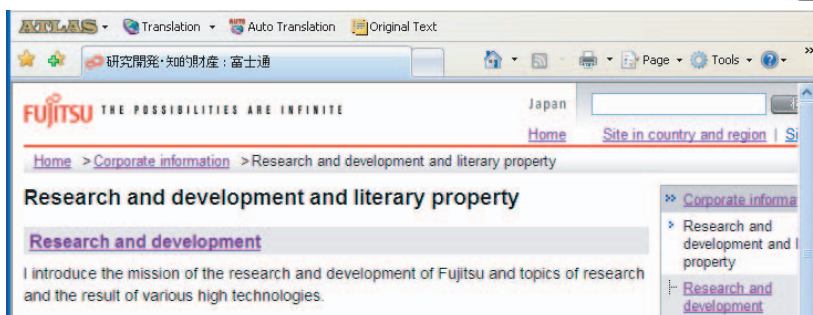 ATLAS Translation Auto Translation Original Text
研究開発・知的財産 : 富士通 Page Tools »
FUJITSU THE POSSIBILITIES ARE INFINITE Japan
Home Site in country and region |
Home > Corporate information > Research and development and literary property
Research and development and literary property
Research and development
I introduce the mission of the research and development of Fujitsu and topics of research
and the result of various high technologies.
Corporate informa
Research and
development and l
property
Research and
development